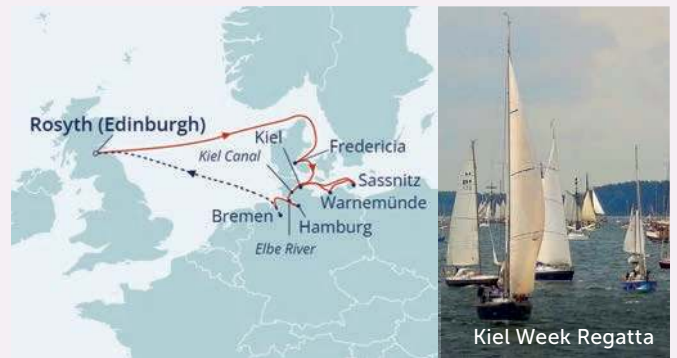 Rosyth (Edinburgh)
Kiel
Kiel Canal
Fredericia
Sassnitz
Warnemünde
Bremen
Hamburg
Elbe River
Kiel Week Regatta